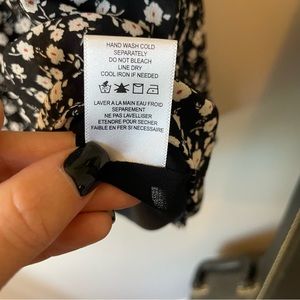 HAND WASH COLD
SEPARATELY
DO NOT BLEACH
LINE DRY
COOL IRON IF NEEDED
LAVER A LA MAIN EAU FROID
SEPAREMENT
NE PAS LAVELLISER
ETENDRE POUR SECHER
FAIBLE EN FER SI NECESSAIRE